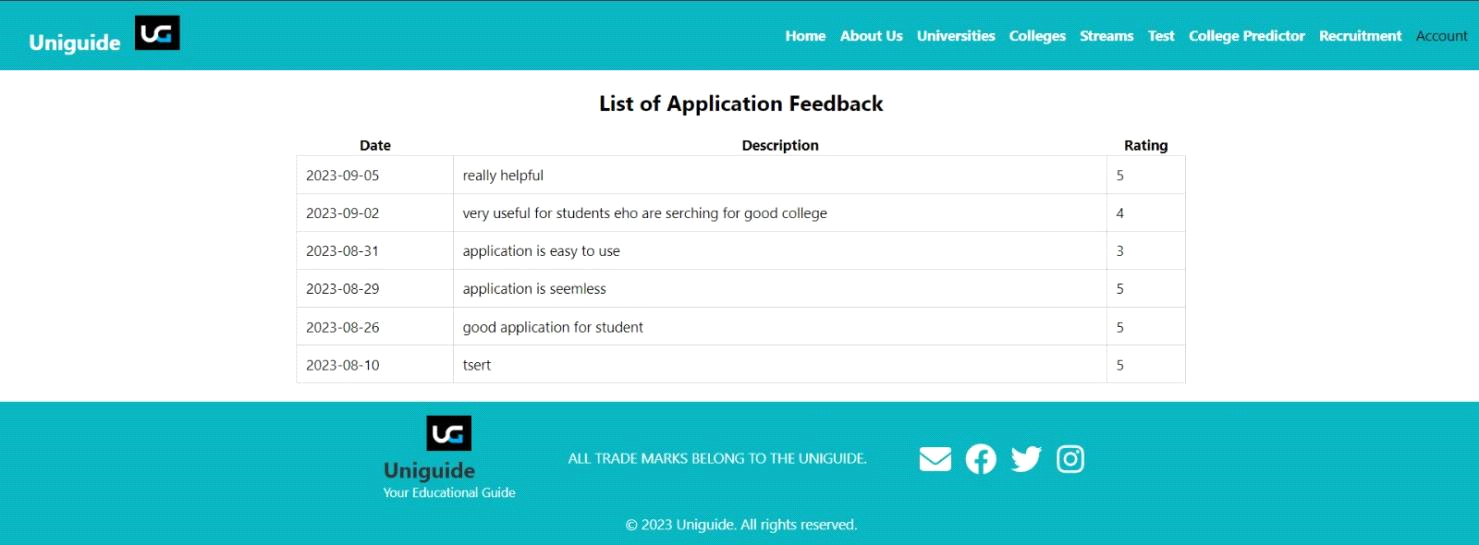 Uniguide UG Home About Us Universities Colleges Streams Test College Predictor Recruitment Account
List of Application Feedback
Date Description Rating
2023-09-05 really helpful 5
2023-09-02 very useful for students eho are serching for good college 4
2023-08-31 application is easy to use 3
2023-08-29 application is seemless 5
2023-08-26 good application for student 5
2023-08-10 tsert 5
UG
Uniguide
Your Educational Guide
ALL TRADE MARKS BELONG TO THE UNIGUIDE.
© 2023 Uniguide. All rights reserved.